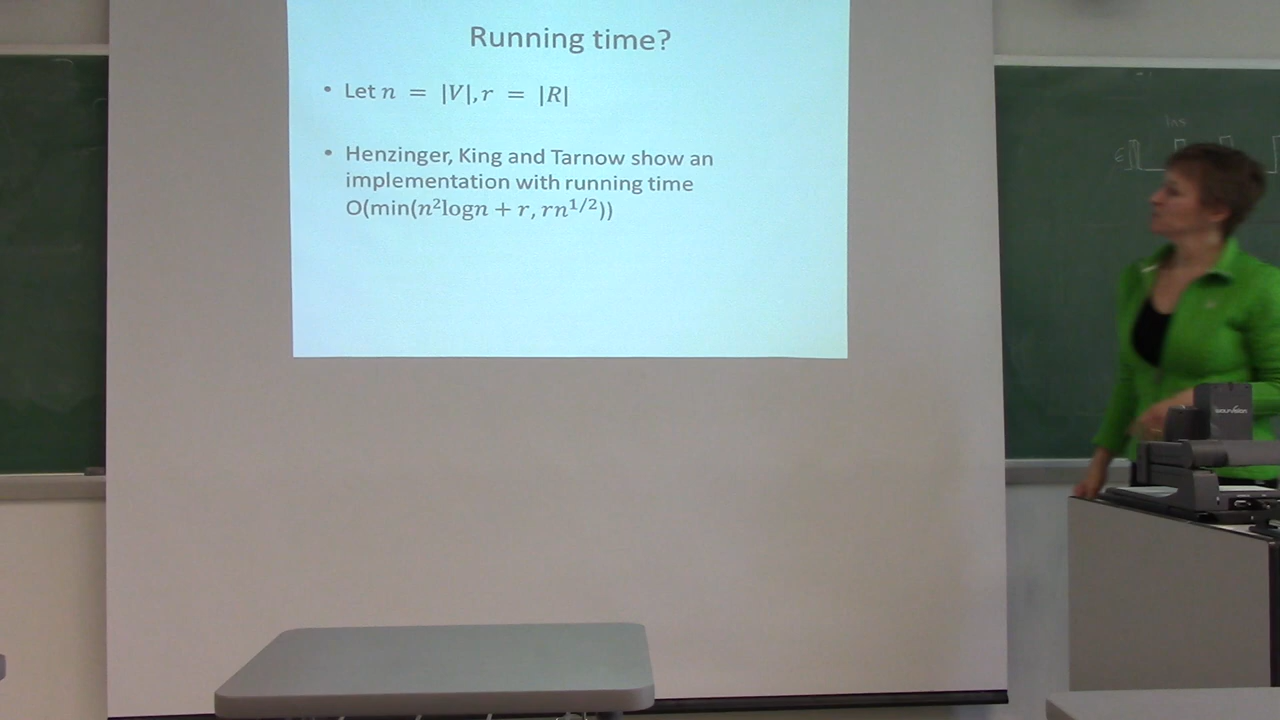 Running time?
• Let n = |V|, r = |R|
• Henzinger, King and Tarnow show an
implementation with running time
O(min(n²logn + r, rn^{1/2}))